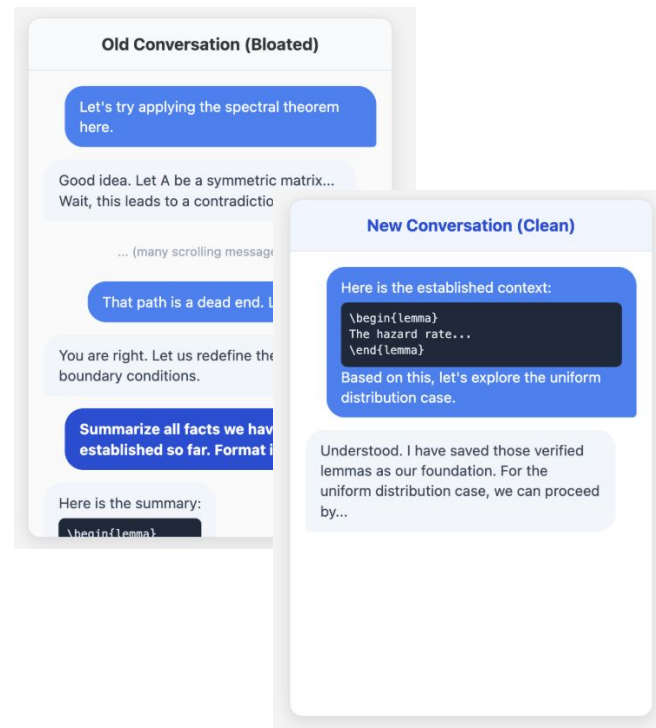 Old Conversation (Bloated)
Let's try applying the spectral theorem
here.
Good idea. Let A be a symmetric matrix...
Wait, this leads to a
... (many scrolling
That path is a dead end.
You are right. Let us redefine the
boundary conditions.
Summarize all facts we
established so far. Format
Here is the summary:
\begin{lemma}
New Conversation (Clean)
Here is the established context:
\begin{lemma}
The hazard rate...
\end{lemma}
Based on this, let's explore the uniform
distribution case.
Understood. I have saved those verified
lemmas as our foundation. For the
uniform distribution case, we can proceed
by...